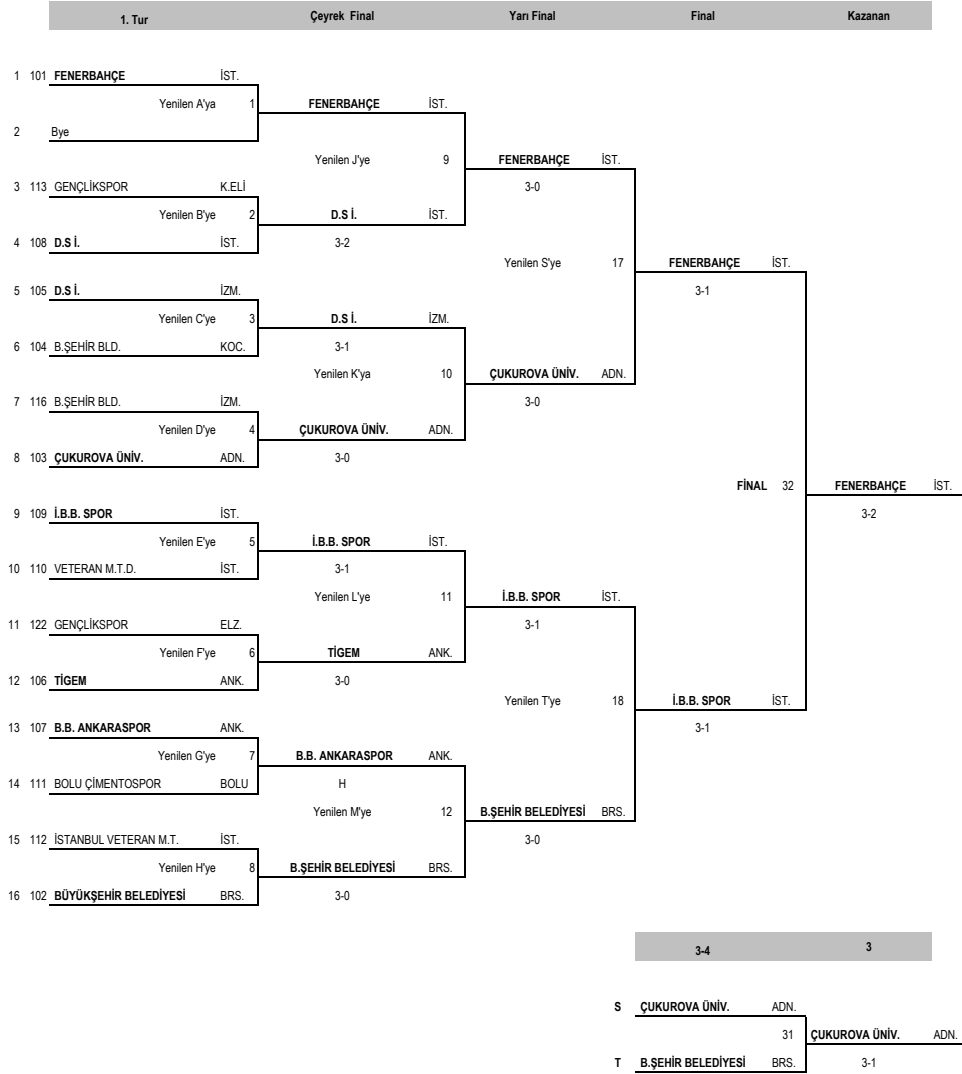 1. Tur Çeyrek Final Yarı Final Final Kazanan
1 101 FENERBAHÇE İST.
Yenilen A'ya 1 FENERBAHÇE İST.
2 Bye
Yenilen J'ye 9 FENERBAHÇE İST.
3 113 GENÇLİKSPOR K.ELİ 3-0
Yenilen B'ye 2 D.S İ. İST.
4 108 D.S İ. İST. 3-2
Yenilen S'ye 17 FENERBAHÇE İST.
5 105 D.S İ. İZM. 3-1
Yenilen C'ye 3 D.S İ. İZM.
6 104 B.ŞEHİR BLD. KOC. 3-1
Yenilen K'ya 10 ÇUKUROVA ÜNİV. ADN.
7 116 B.ŞEHİR BLD. İZM. 3-0
Yenilen D'ye 4 ÇUKUROVA ÜNİV. ADN.
8 103 ÇUKUROVA ÜNİV. ADN. 3-0
FİNAL 32 FENERBAHÇE İST.
9 109 İ.B.B. SPOR İST. 3-2
Yenilen E'ye 5 İ.B.B. SPOR İST.
10 110 VETERAN M.T.D. İST. 3-1
Yenilen L'ye 11 İ.B.B. SPOR İST.
11 122 GENÇLİKSPOR ELZ. 3-1
Yenilen F'ye 6 TİGEM ANK.
12 106 TİGEM ANK. 3-0
Yenilen T'ye 18 İ.B.B. SPOR İST.
13 107 B.B. ANKARASPOR ANK. 3-1
Yenilen G'ye 7 B.B. ANKARASPOR ANK.
14 111 BOLU ÇİMENTOSPOR BOLU H
Yenilen M'ye 12 B.ŞEHİR BELEDİYESİ BRS.
15 112 İSTANBUL VETERAN M.T. İST. 3-0
Yenilen H'ye 8 B.ŞEHİR BELEDİYESİ BRS.
16 102 BÜYÜKŞEHİR BELEDİYESİ BRS. 3-0
3-4 3
S ÇUKUROVA ÜNİV. ADN.
31 ÇUKUROVA ÜNİV. ADN.
T B.ŞEHİR BELEDİYESİ BRS. 3-1